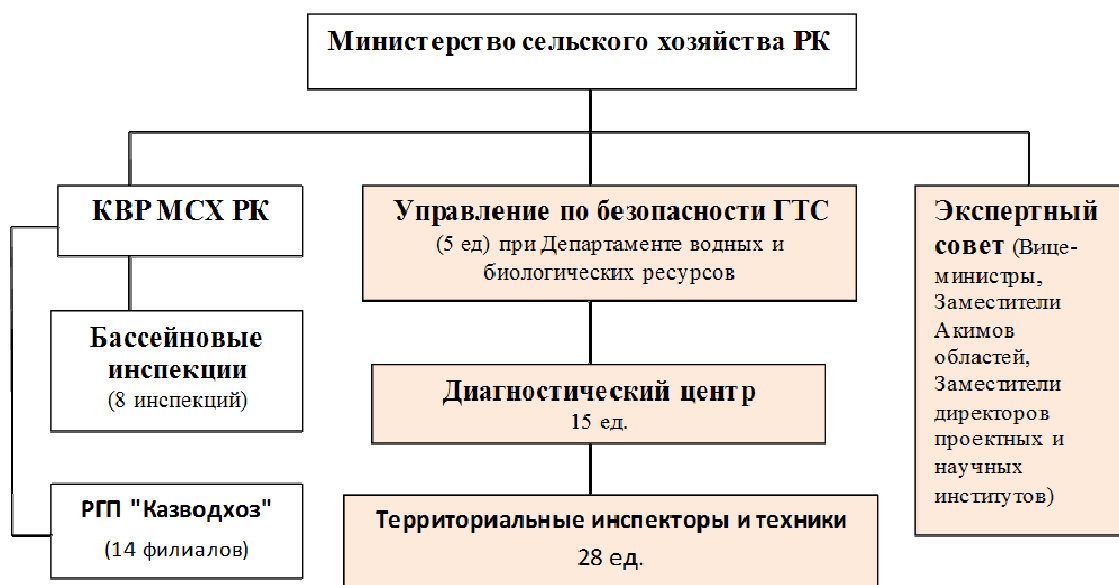 Министерство сельского хозяйства РК
КВР МСХ РК
Бассейновые
инспекции
(8 инспекций)
РГП "Казводхоз"
(14 филиалов)
Управление по безопасности ГТС
(5 ед) при Департаменте водных и
биологических ресурсов
Диагностический центр
15 ед.
Территориальные инспекторы и техники
28 ед.
Экспертный
совет (Вице-
министры,
Заместители
Акимов
областей,
Заместители
директоров
проектных и
научных
институтов)